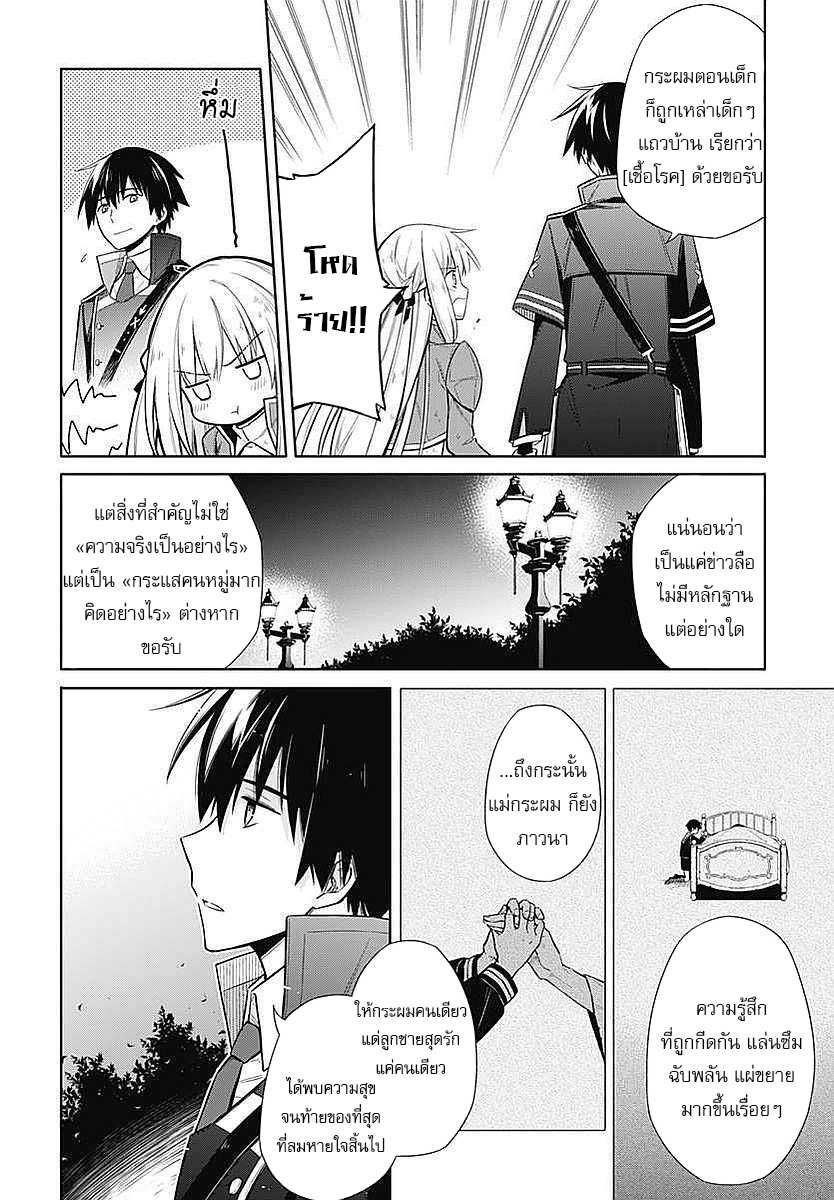 กระผมตอนเด็ก
ก็ถูกเหล่าเด็กๆ
แถวบ้าน เรียกว่า
[เชื้อโรค] ด้วยขอรับ
โหด
ร้าย!!
หึ่ม
แน่นอนว่า
เป็นแค่ข่าวลือ
ไม่มีหลักฐาน
แต่อย่างใด
แต่สิ่งที่สำคัญไม่ใช่
«ความจริงเป็นอย่างไร»
แต่เป็น «กระแสคนหมู่มาก
คิดอย่างไร» ต่างหาก
ขอรับ
ความรู้สึก
ที่ถูกกีดกัน แล่นซึม
ฉับพลัน แผ่ขยาย
มากขึ้นเรื่อยๆ
...ถึงกระนั้น
แม่กระผม ก็ยัง
ภาวนา
ให้กระผมคนเดียว
แด่ลูกชายสุดรัก
แค่คนเดียว
ได้พบความสุข
จนท้ายของที่สุด
ที่ลมหายใจสิ้นไป